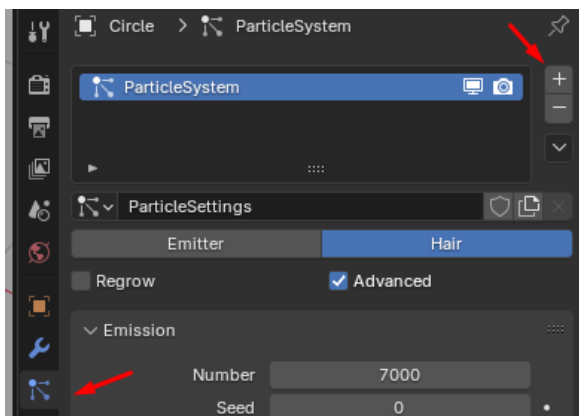 Circle > ParticleSystem
ParticleSystem
ParticleSettings
Emitter Hair
Regrow Advanced
Emission
Number 7000
Seed 0